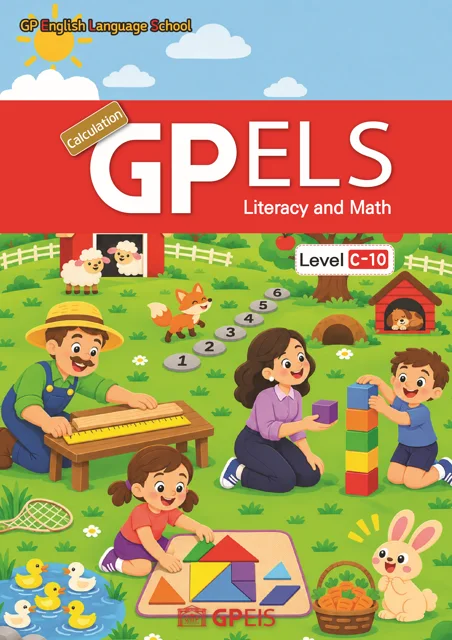 GP English Language School
Calculation
GPELS
Literacy and Math
Level C-10
6
5
4
3
2
1
GPEIS